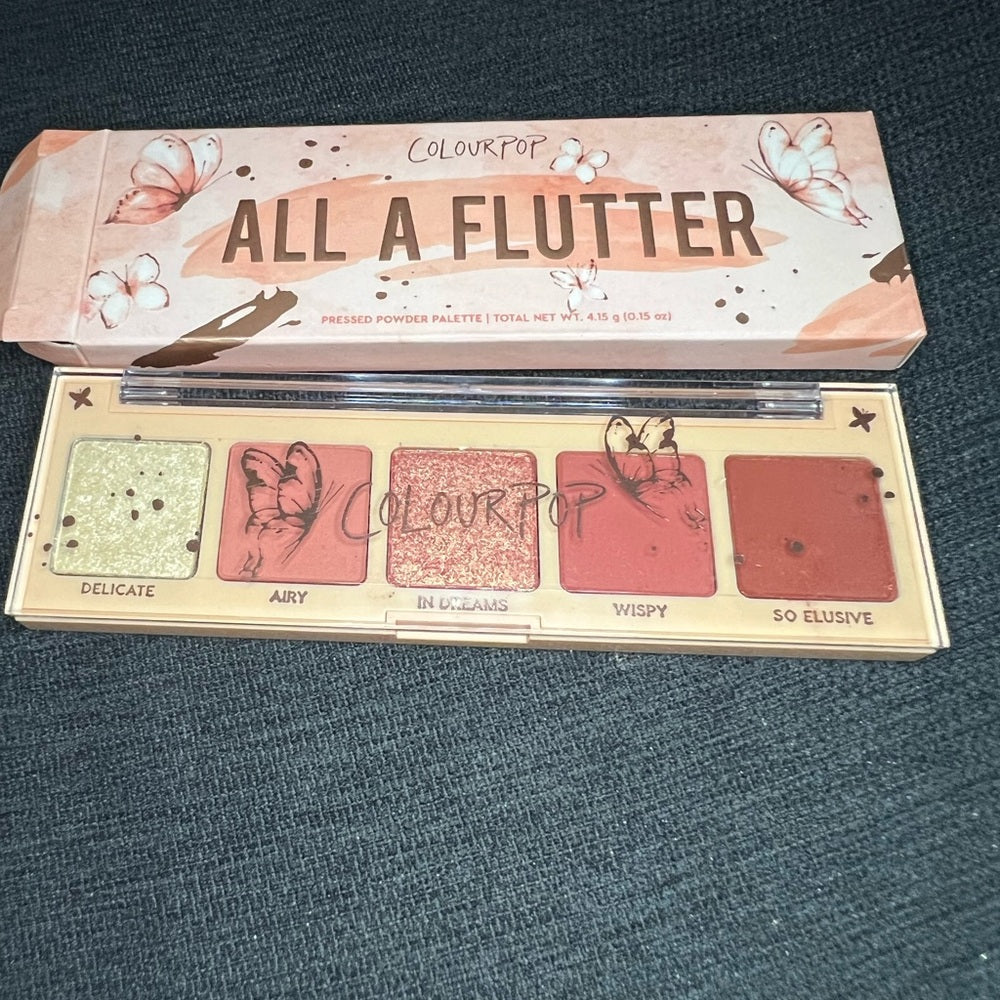 COLOURPOP
ALL A FLUTTER
PRESSED POWDER PALETTE | TOTAL NET WT. 4.15 g (0.15 oz)
COLOURPOP
DELICATE
AIRY
IN DREAMS
WISPY
SO ELUSIVE